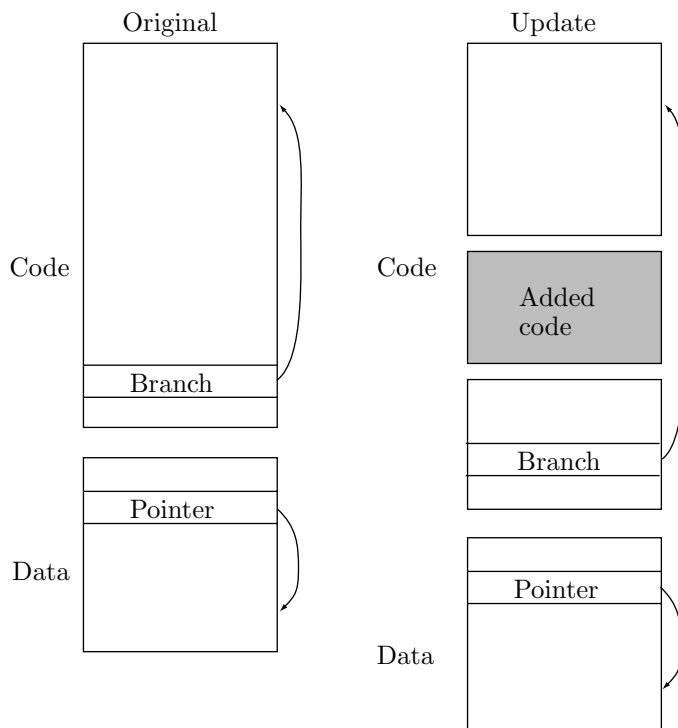 Original
Code
Branch
Pointer
Data
Update
Code
Added
code
Branch
Pointer
Data